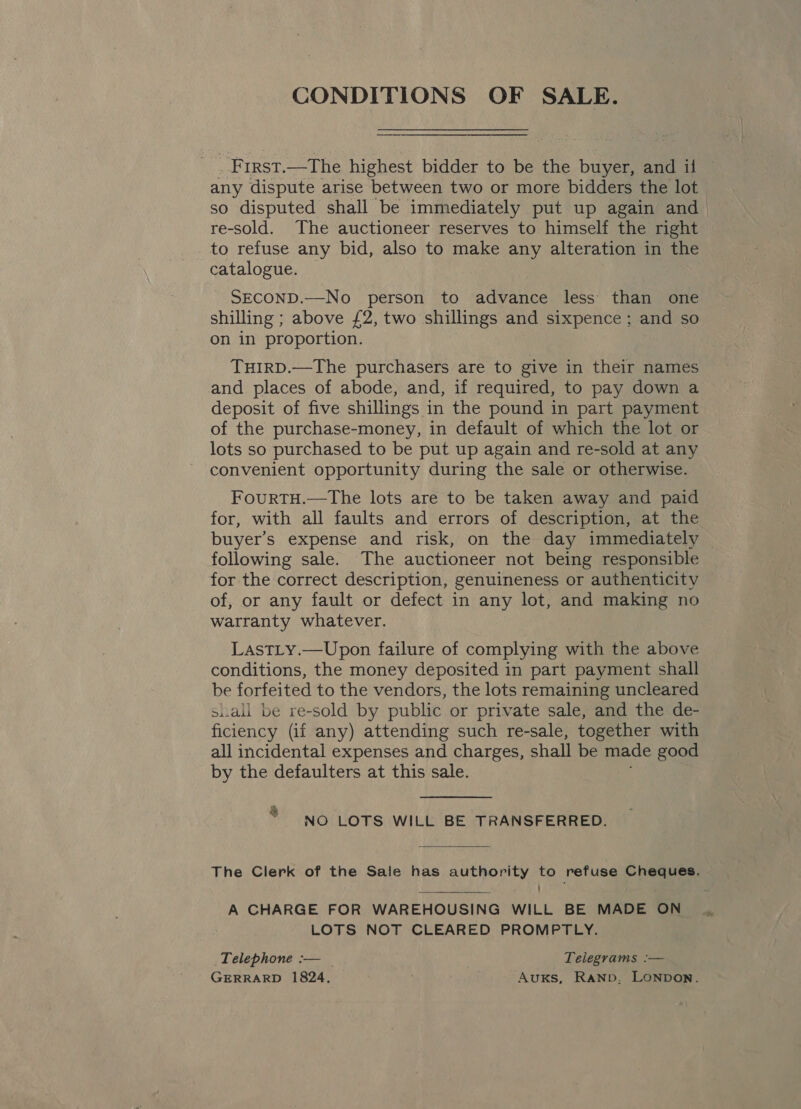 CONDITIONS OF SALE.
FIRST.—The highest bidder to be the buyer, and if
any dispute arise between two or more bidders the lot
so disputed shall be immediately put up again and
re-sold. The auctioneer reserves to himself the right
to refuse any bid, also to make any alteration in the
catalogue.
SECOND.—No person to advance less than one
shilling ; above £2, two shillings and sixpence ; and so
on in proportion.
THIRD.—The purchasers are to give in their names
and places of abode, and, if required, to pay down a
deposit of five shillings in the pound in part payment
of the purchase-money, in default of which the lot or
lots so purchased to be put up again and re-sold at any
convenient opportunity during the sale or otherwise.
FOURTH.—The lots are to be taken away and paid
for, with all faults and errors of description, at the
buyer's expense and risk, on the day immediately
following sale. The auctioneer not being responsible
for the correct description, genuineness or authenticity
of, or any fault or defect in any lot, and making no
warranty whatever.
LASTLY.—Upon failure of complying with the above
conditions, the money deposited in part payment shall
be forfeited to the vendors, the lots remaining uncleared
shall be re-sold by public or private sale, and the de-
ficiency (if any) attending such re-sale, together with
all incidental expenses and charges, shall be made good
by the defaulters at this sale.
NO LOTS WILL BE TRANSFERRED.
The Clerk of the Sale has authority to refuse Cheques.
A CHARGE FOR WAREHOUSING WILL BE MADE ON
LOTS NOT CLEARED PROMPTLY.
Telephone :— Telegrams :—
GERRARD 1824. AUKS, RAND, LONDON.